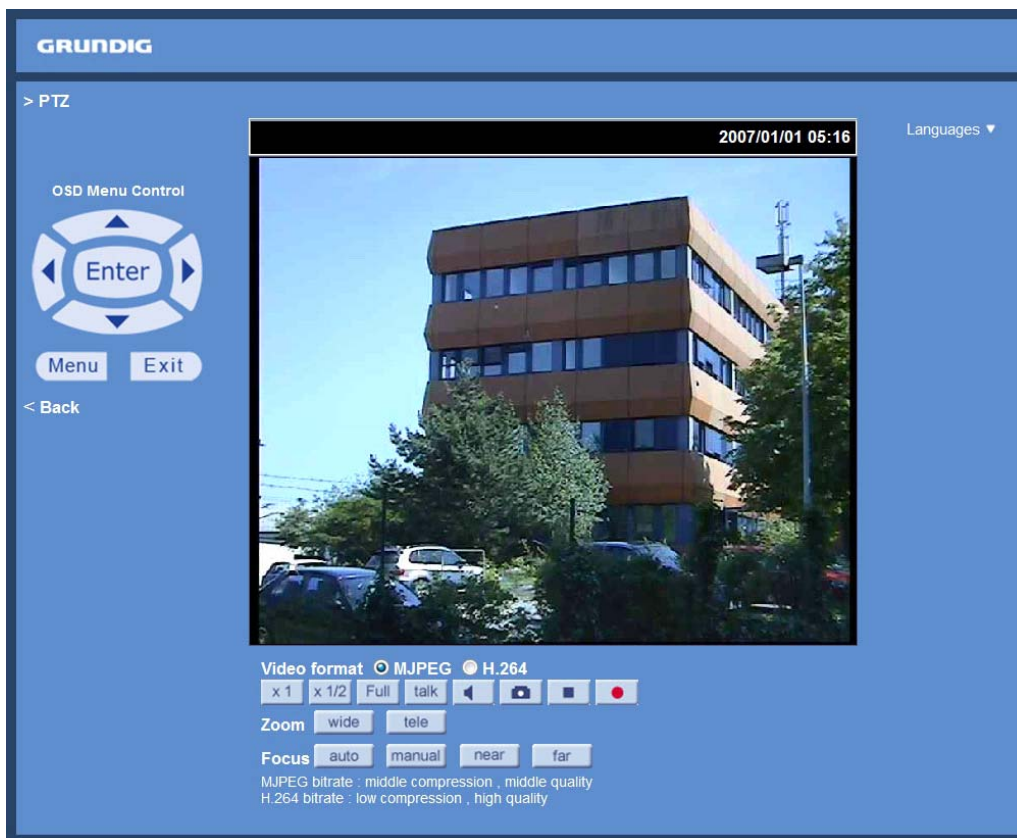 GRUNDIG
> PTZ
Languages ▼
2007/01/01 05:16
OSD Menu Control
Enter
Menu Exit
< Back
Video format MJPEG H.264
x 1 x 1/2 Full talk
Zoom wide tele
Focus auto manual near far
MJPEG bitrate : middle compression , middle quality
H.264 bitrate : low compression , high quality